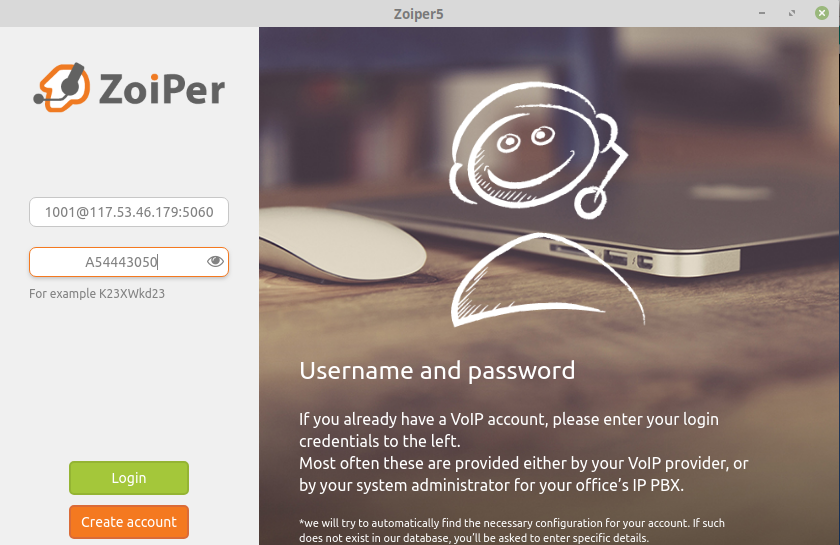 Zoiper5
ZoiPer
1001@117.53.46.179:5060
A54443050
For example K23XWkd23
Login
Create account
Username and password
If you already have a VoIP account, please enter your login
credentials to the left.
Most often these are provided either by your VoIP provider, or
by your system administrator for your office's IP PBX.
*we will try to automatically find the necessary configuration for your account. If such
does not exist in our database, you'll be asked to enter specific details.